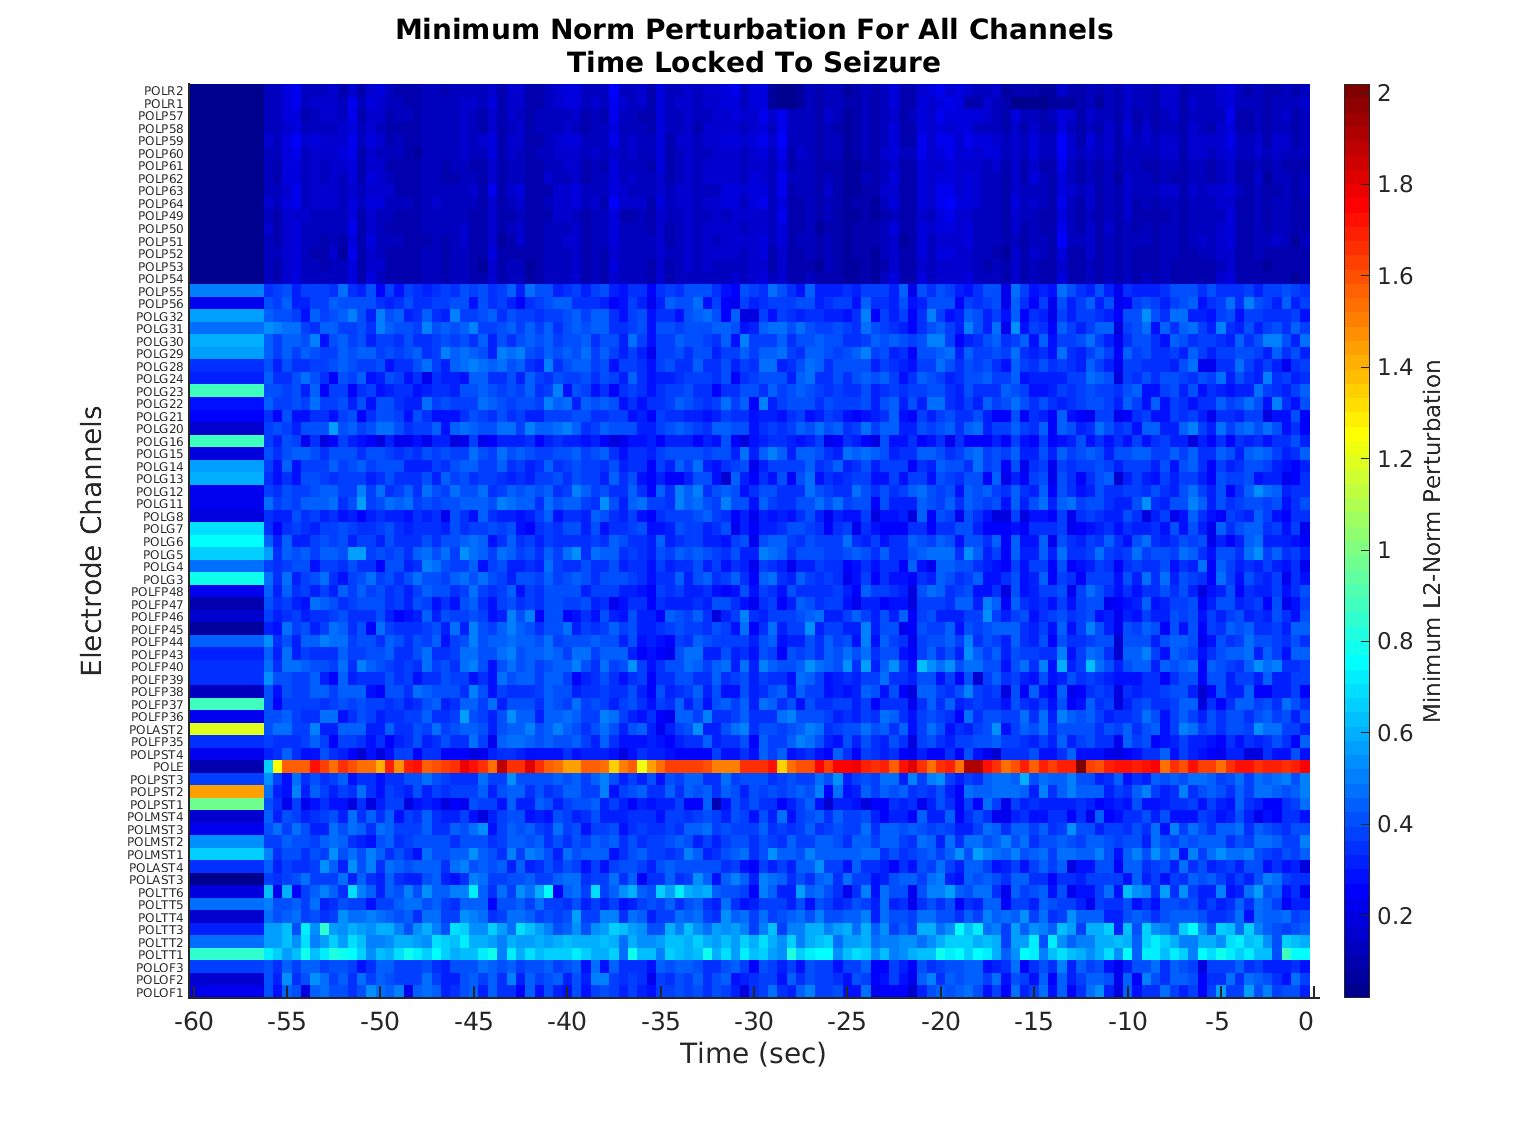 Minimum Norm Perturbation For All Channels
Time Locked To Seizure
Electrode Channels
POLR2
POLR1
POLP57
POLP58
POLP59
POLP60
POLP61
POLP62
POLP63
POLP64
POLP49
POLP50
POLP51
POLP52
POLP53
POLP54
POLP55
POLP56
POLG32
POLG31
POLG30
POLG29
POLG28
POLG24
POLG23
POLG22
POLG21
POLG20
POLG16
POLG15
POLG14
POLG13
POLG12
POLG11
POLG8
POLG7
POLG6
POLG5
POLG4
POLG3
POLFP48
POLFP47
POLFP46
POLFP45
POLFP44
POLFP43
POLFP40
POLFP39
POLFP38
POLFP37
POLFP36
POLAST2
POLFP35
POLPST4
POLE
POLPST3
POLPST2
POLPST1
POLMST4
POLMST3
POLMST2
POLMST1
POLAST4
POLAST3
POLTT6
POLTT5
POLTT4
POLTT3
POLTT2
POLTT1
POLOF3
POLOF2
POLOF1
-60 -55 -50 -45 -40 -35 -30 -25 -20 -15 -10 -5 0
Time (sec)
2
1.8
1.6
1.4
1.2
1
0.8
0.6
0.4
0.2
Minimum L2-Norm Perturbation